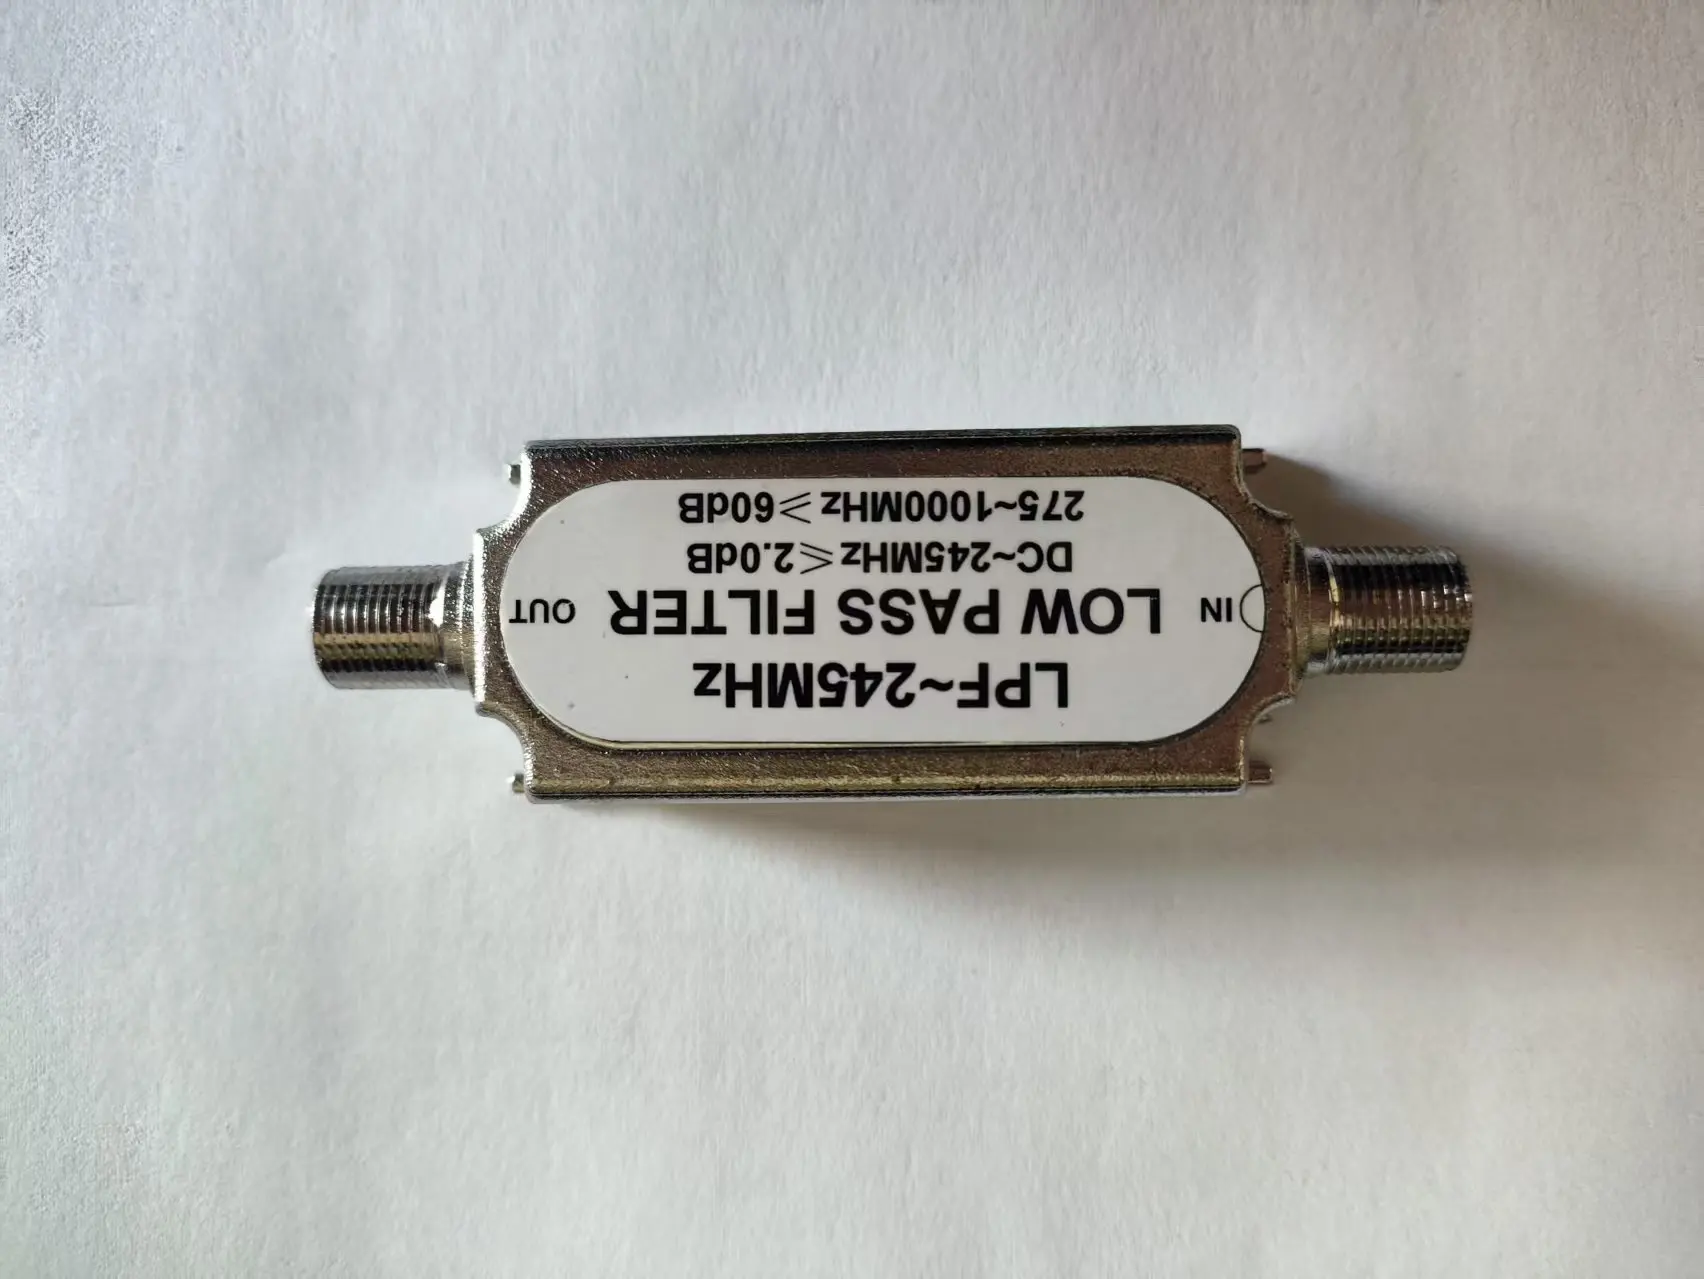 LPF~245MHz
IN LOW PASS FILTER OUT
DC~245MHz≤2.0dB
275~1000MHz≥60dB